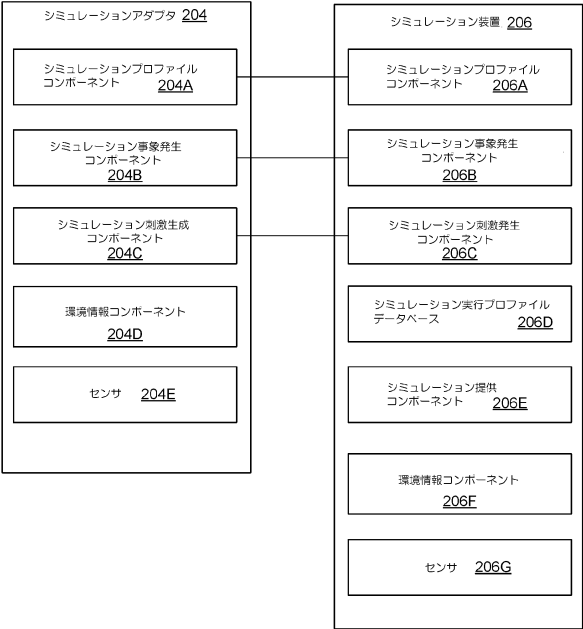 シミュレーションアダプタ 204
シミュレーションプロファイル
コンポーネント 204A
シミュレーション事象発生
コンポーネント
204B
シミュレーション刺激生成
コンポーネント
204C
環境情報コンポーネント
204D
センサ 204E
シミュレーション装置 206
シミュレーションプロファイル
コンポーネント 206A
シミュレーション事象発生
コンポーネント
206B
シミュレーション刺激発生
コンポーネント
206C
シミュレーション実行プロファイル
データベース 206D
シミュレーション提供
コンポーネント 206E
環境情報コンポーネント
206F
センサ 206G